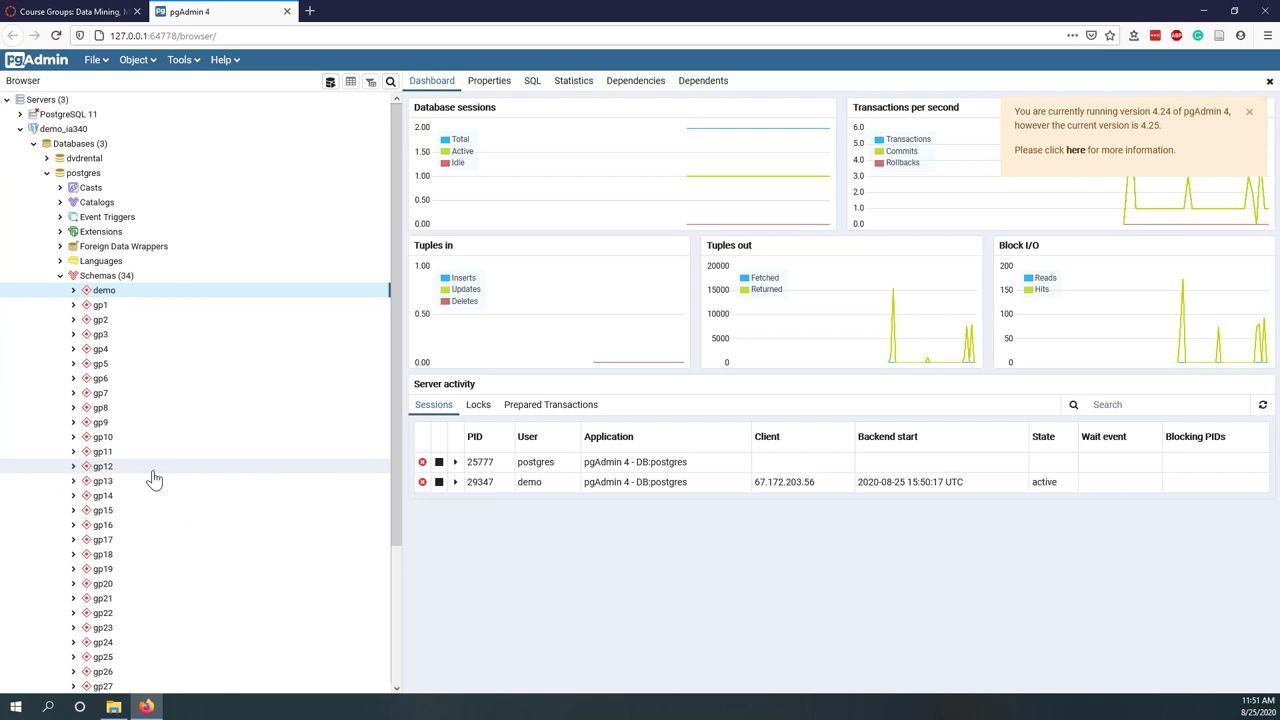 Course Groups: Data Mining, M
pgAdmin 4
127.0.0.1:64778/browser/
pgAdmin
File
Object
Tools
Help
Browser
Dashboard
Properties
SQL
Statistics
Dependencies
Dependents
Servers (3)
PostgreSQL 11
demo_ia340
Databases (3)
dvdrental
postgres
Casts
Catalogs
Event Triggers
Extensions
Foreign Data Wrappers
Languages
Schemas (34)
demo
gp1
gp2
gp3
gp4
gp5
gp6
gp7
gp8
gp9
gp10
gp11
gp12
gp13
gp14
gp15
gp16
gp17
gp18
gp19
gp20
gp21
gp22
gp23
gp24
gp25
gp26
gp27
Database sessions
2.00
1.50
1.00
0.50
0.00
Total
Active
Idle
Transactions per second
6.0
5.0
4.0
3.0
2.0
1.0
0.0
Transactions
Commits
Rollbacks
You are currently running version 4.24 of pgAdmin 4,
however the current version is 4.25.
Please click here for more information.
Tuples in
1.00
0.50
0.00
Inserts
Updates
Deletes
Tuples out
20000
15000
10000
5000
0
Fetched
Returned
Block I/O
200
150
100
50
0
Reads
Hits
Server activity
Sessions
Locks
Prepared Transactions
Search
PID User Application Client Backend start State Wait event Blocking PIDs
25777 postgres pgAdmin 4 - DB:postgres
29347 demo pgAdmin 4 - DB:postgres 67.172.203.56 2020-08-25 15:50:17 UTC active
11:51 AM
8/25/2020